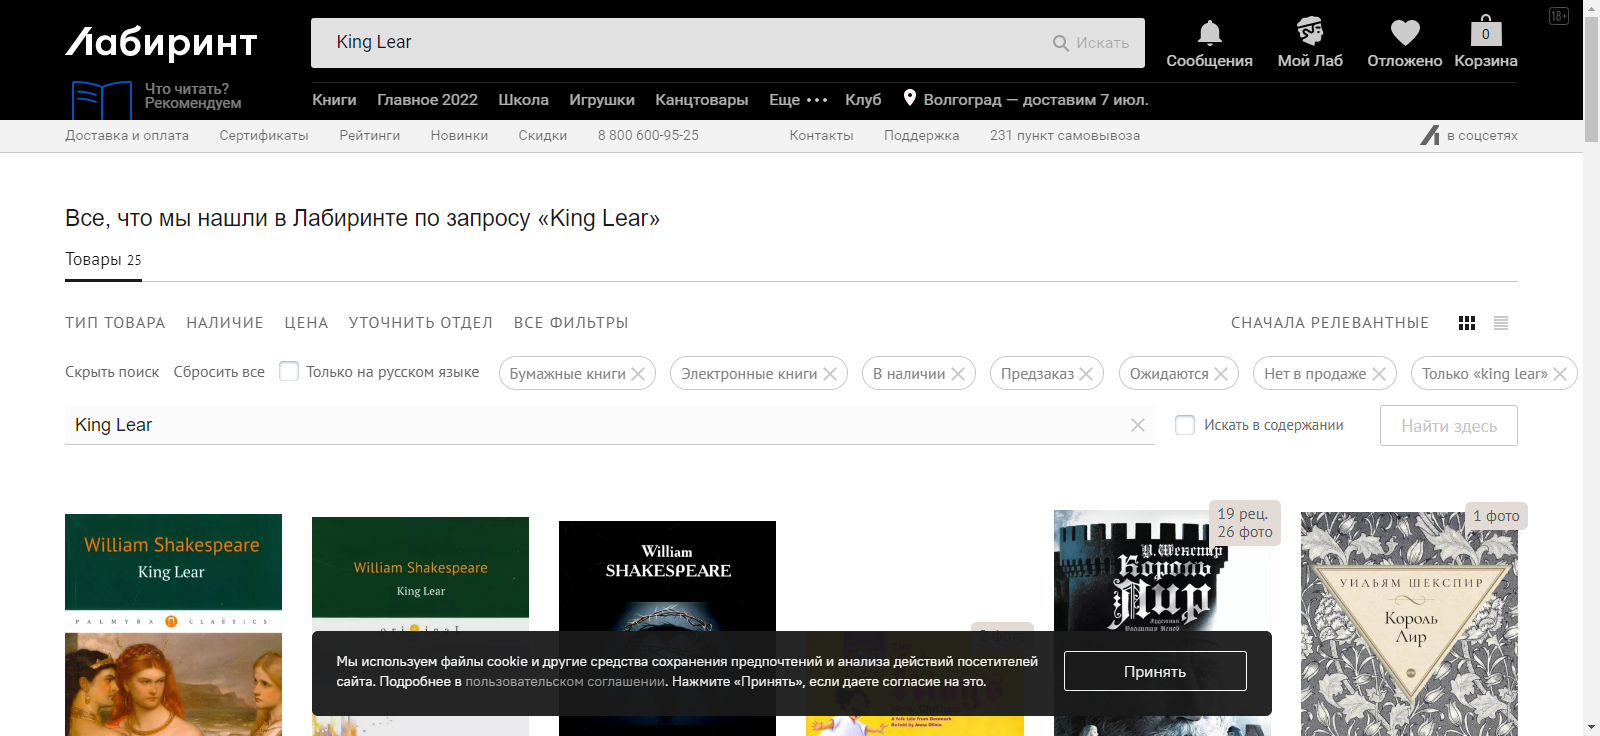 Лабиринт
King Lear
Искать
Сообщения
Мой Лаб
Отложено
0
Корзина
18+
Что читать?
Рекомендуем
Книги Главное 2022 Школа Игрушки Канцтовары Еще ••• Клуб Волгоград — доставим 7 июл.
Доставка и оплата Сертификаты Рейтинги Новинки Скидки 8 800 600-95-25 Контакты Поддержка 231 пункт самовывоза в соцсетях
Все, что мы нашли в Лабиринте по запросу «King Lear»
Товары 25
ТИП ТОВАРА НАЛИЧИЕ ЦЕНА УТОЧНИТЬ ОТДЕЛ ВСЕ ФИЛЬТРЫ СНАЧАЛА РЕЛЕВАНТНЫЕ
Скрыть поиск Сбросить все Только на русском языке Бумажные книги Электронные книги В наличии Предзаказ Ожидаются Нет в продаже Только «king lear»
King Lear
Искать в содержании
Найти здесь
William Shakespeare
King Lear
PALMYRA CLASSICS
William Shakespeare
King Lear
original
William
SHAKESPEARE
19 рец.
26 фото
У. Шекспир
Король
Лир
1 фото
УИЛЬЯМ ШЕКСПИР
Король
Лир
Мы используем файлы cookie и другие средства сохранения предпочтений и анализа действий посетителей
сайта. Подробнее в пользовательском соглашении. Нажмите «Принять», если даете согласие на это.
Принять